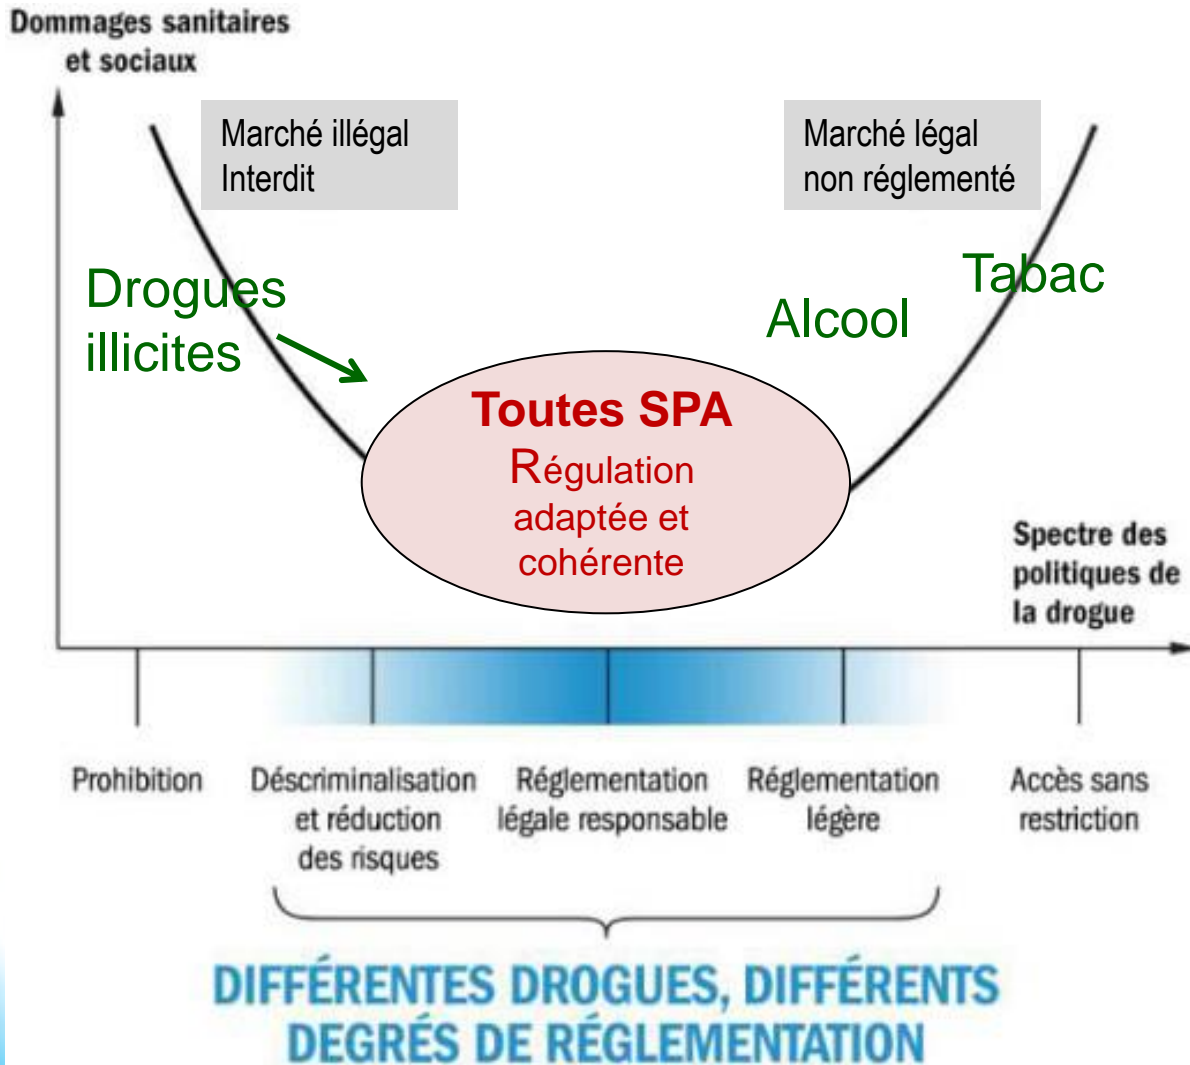 Dommages sanitaires
et sociaux
Marché illégal
Interdit
Marché légal
non réglementé
Drogues
illicites
Alcool
Tabac
Toutes SPA
Régulation
adaptée et
cohérente
Spectre des
politiques de
la drogue
Prohibition
Déscriminalisation
et réduction
des risques
Réglementation
légale responsable
Réglementation
légère
Accès sans
restriction
DIFFÉRENTES DROGUES, DIFFÉRENTS
DEGRÉS DE RÉGLEMENTATION